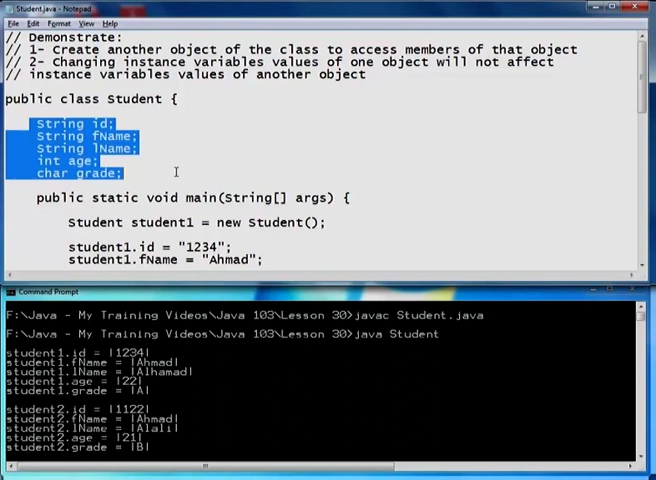 Student.java - Notepad
File Edit Format View Help
// Demonstrate:
// 1- Create another object of the class to access members of that object
// 2- Changing instance variables values of one object will not affect
// instance variables values of another object
public class Student {
String id;
String fName;
String lName;
int age;
char grade;
public static void main(String[] args) {
Student student1 = new Student();
student1.id = "1234";
student1.fName = "Ahmad";
Command Prompt
F:\Java - My Training Videos\Java 103\Lesson 30>javac Student.java
F:\Java - My Training Videos\Java 103\Lesson 30>java Student
student1.id = |1234|
student1.fName = |Ahmad|
student1.lName = |Alhamad|
student1.age = |22|
student1.grade = |A|
student2.id = |1122|
student2.fName = |Ahmad|
student2.lName = |Alali|
student2.age = |21|
student2.grade = |B|